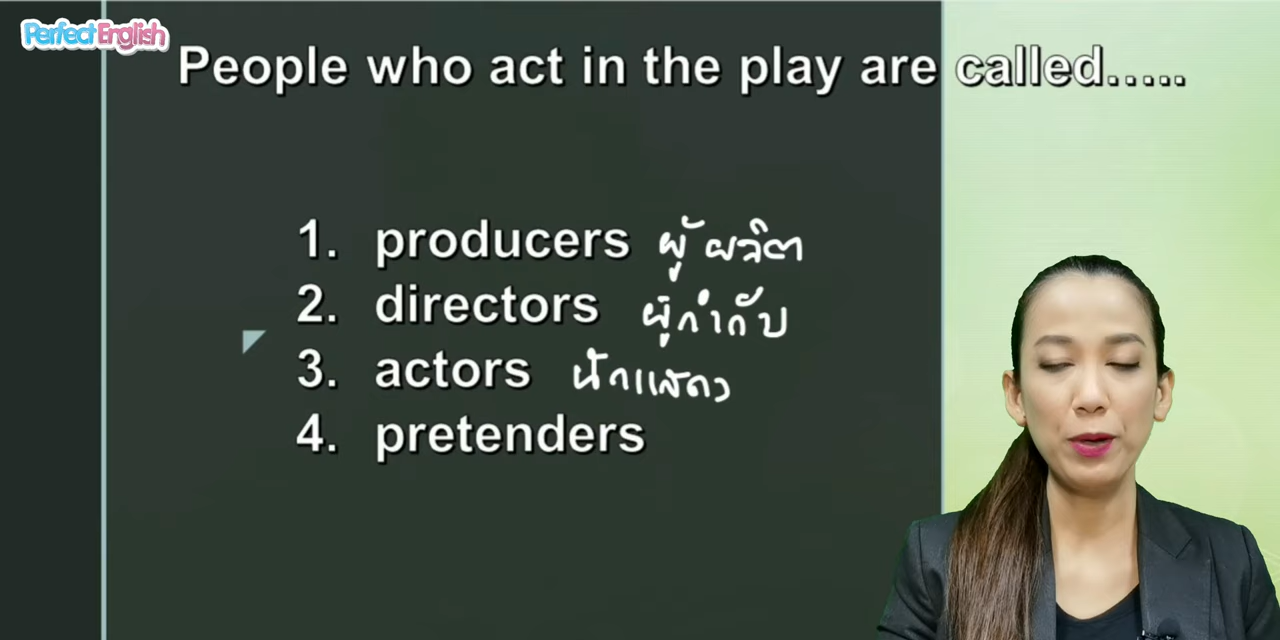 PerfectEnglish
People who act in the play are called.....
1. producers ผู้ผลิต
2. directors ผู้กำกับ
3. actors นักแสดง
4. pretenders